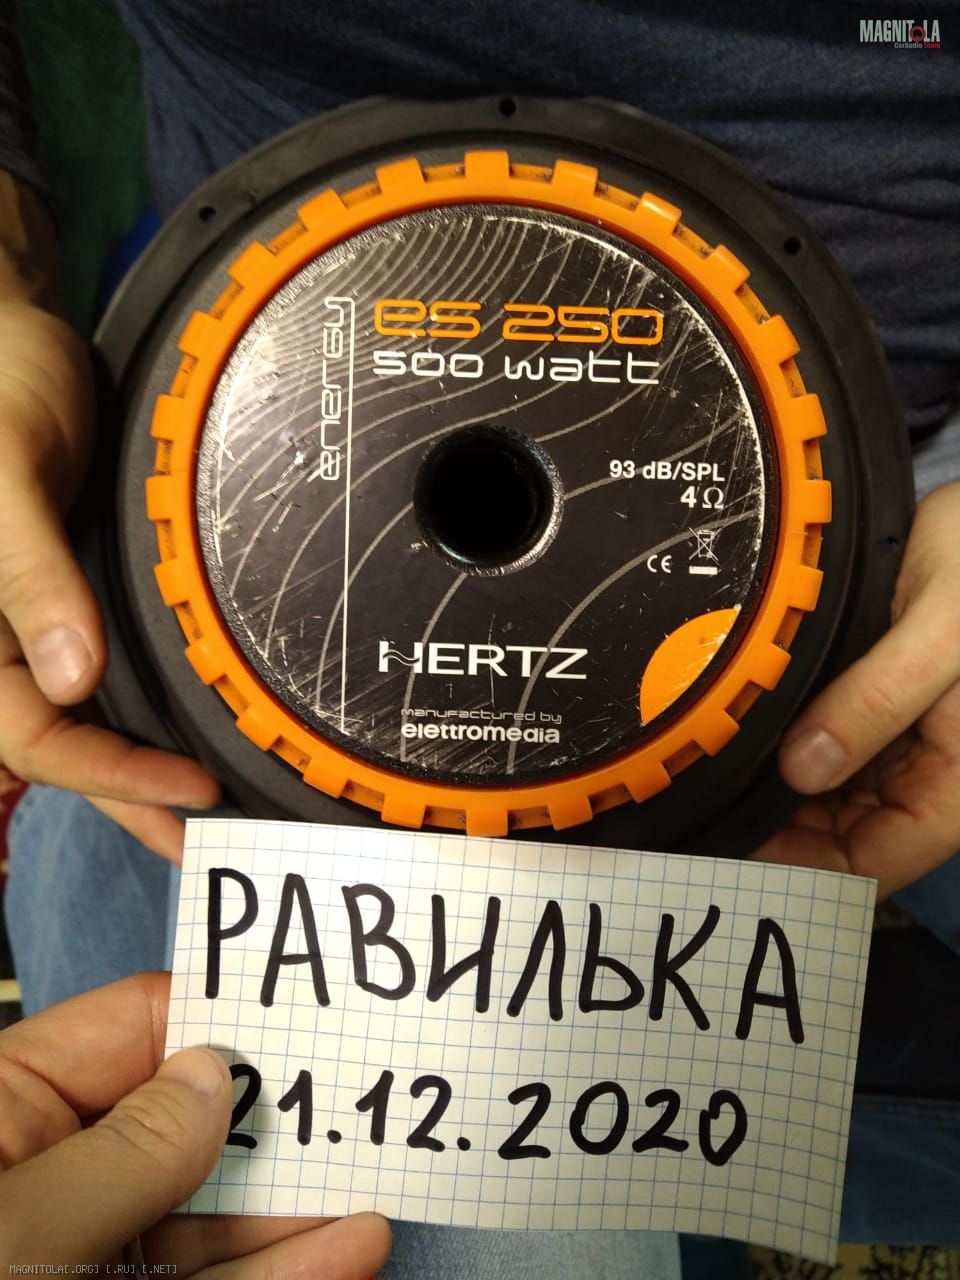 MAGNITOLA
CarAudio Team
energy
es 250
500 watt
93 dB/SPL
4 Ω
CE
HERTZ
manufactured by
elettromedia
РАВИЛЬКА
21.12.2020
MAGNITOLA[.ORG] [.RU] [.NET]